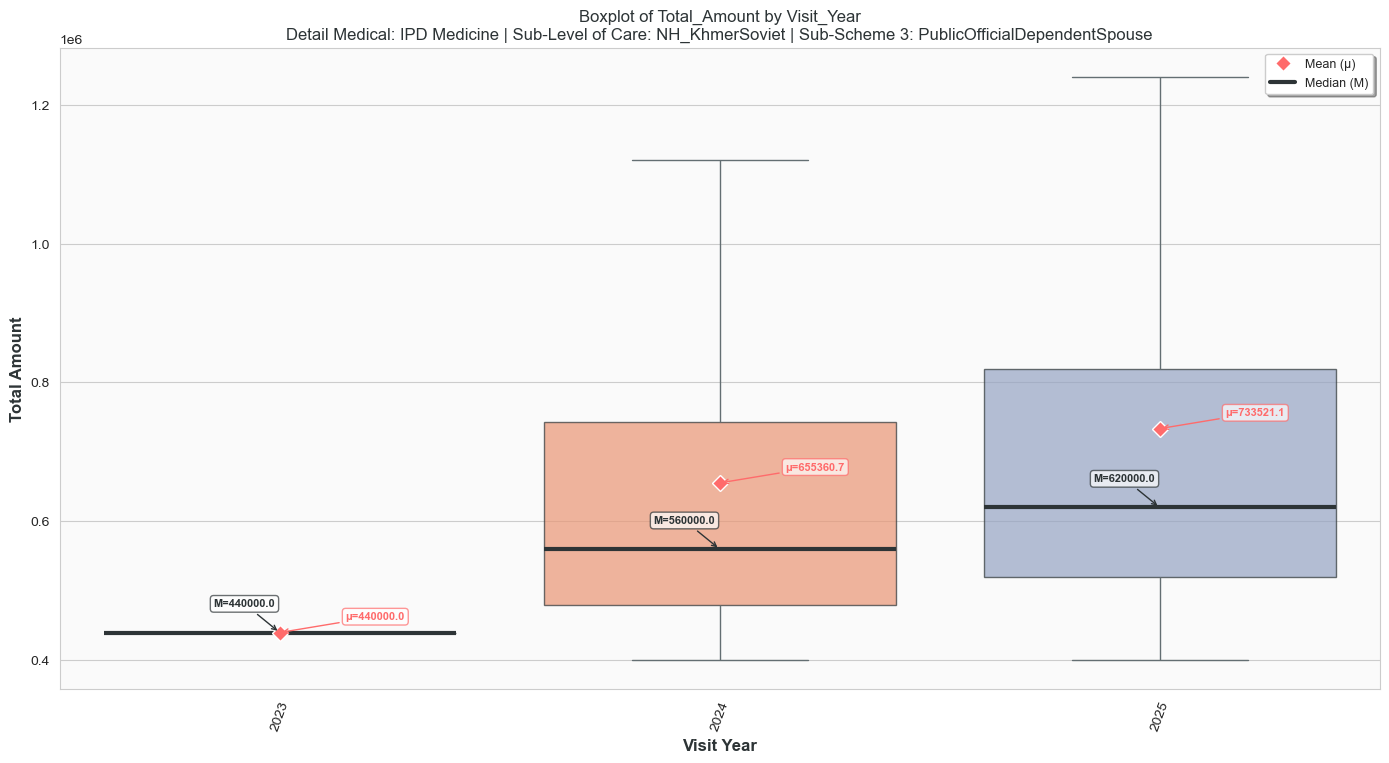 Boxplot of Total_Amount by Visit_Year
Detail Medical: IPD Medicine | Sub-Level of Care: NH_KhmerSoviet | Sub-Scheme 3: PublicOfficialDependentSpouse
1e6
Mean (μ)
Median (M)
1.2
1.0
0.8
0.6
0.4
Total Amount
M=440000.0
μ=440000.0
μ=655360.7
M=560000.0
μ=733521.1
M=620000.0
2023
2024
2025
Visit Year